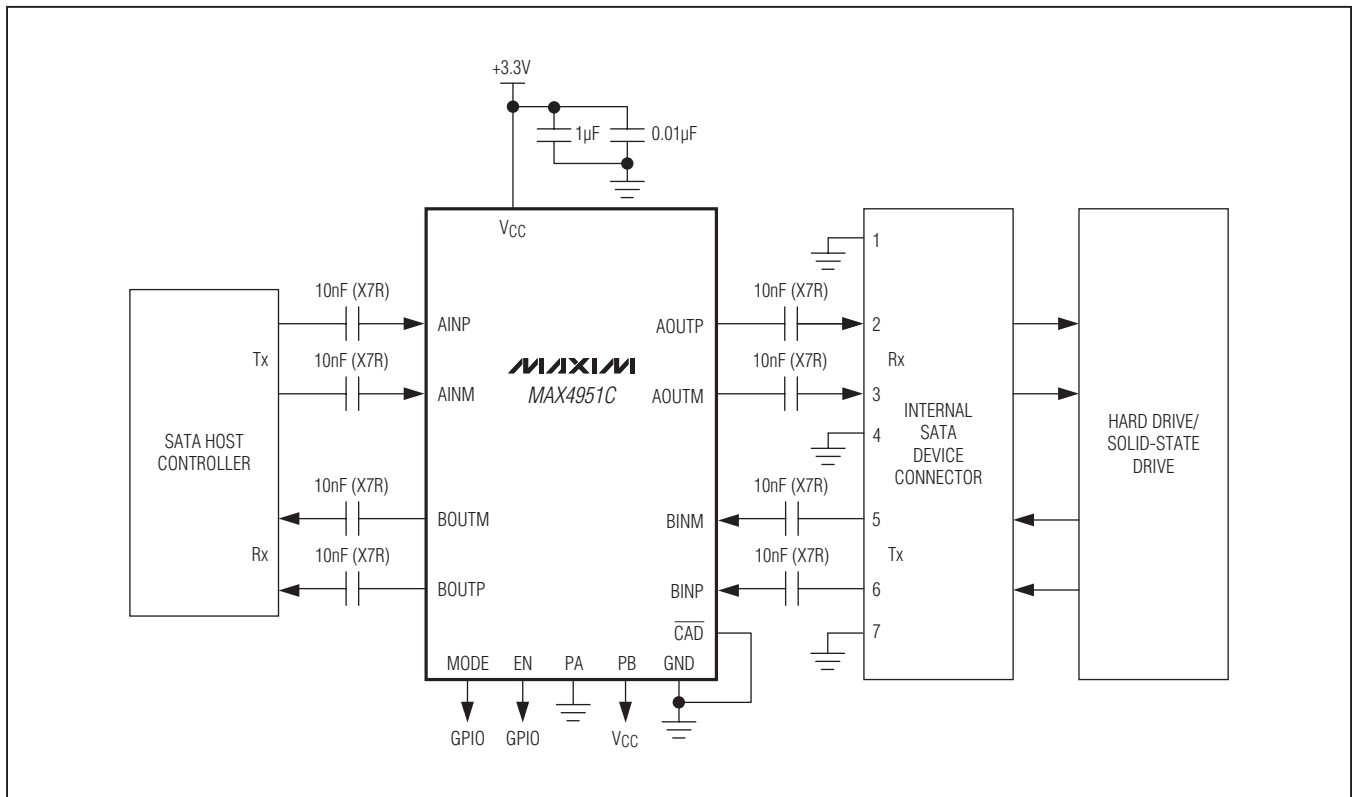 +3.3V
1µF
0.01µF
VCC
10nF (X7R)
10nF (X7R)
AINP
AOUTP
Tx
10nF (X7R)
10nF (X7R)
AINM
AOUTM
MAXIM
MAX4951C
SATA HOST
CONTROLLER
10nF (X7R)
10nF (X7R)
BOUTM
BINM
Rx
10nF (X7R)
10nF (X7R)
BOUTP
BINP
CAD
MODE EN PA PB GND
GPIO GPIO VCC
1
2
Rx
3
4
INTERNAL
SATA
DEVICE
CONNECTOR
5
Tx
6
7
HARD DRIVE/
SOLID-STATE
DRIVE